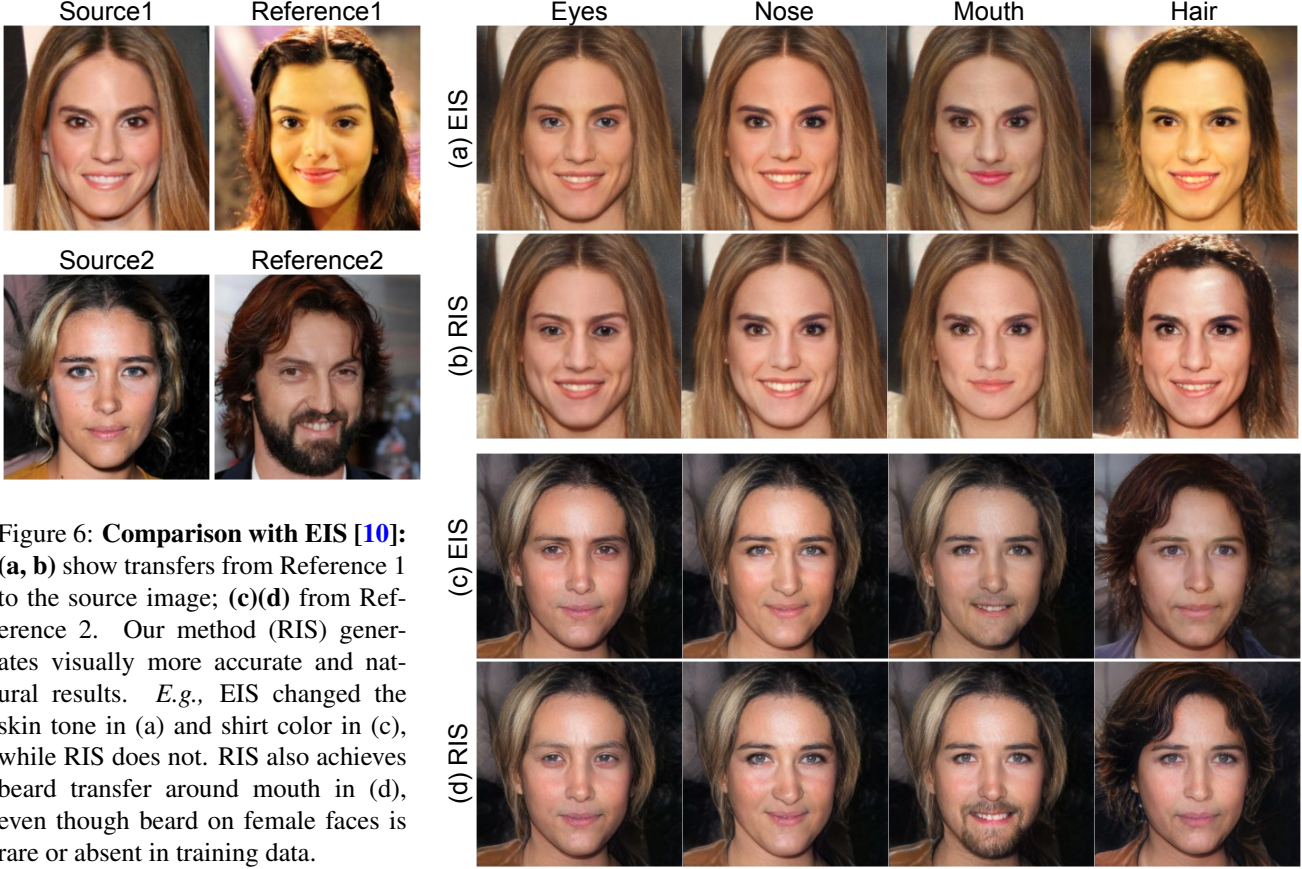 Source1 Reference1
Source2 Reference2
Figure 6: Comparison with EIS [10]:
(a, b) show transfers from Reference 1
to the source image; (c)(d) from Ref-
erence 2. Our method (RIS) gener-
ates visually more accurate and nat-
ural results. E.g., EIS changed the
skin tone in (a) and shirt color in (c),
while RIS does not. RIS also achieves
beard transfer around mouth in (d),
even though beard on female faces is
rare or absent in training data.
Eyes Nose Mouth Hair
(a) EIS
(b) RIS
(c) EIS
(d) RIS